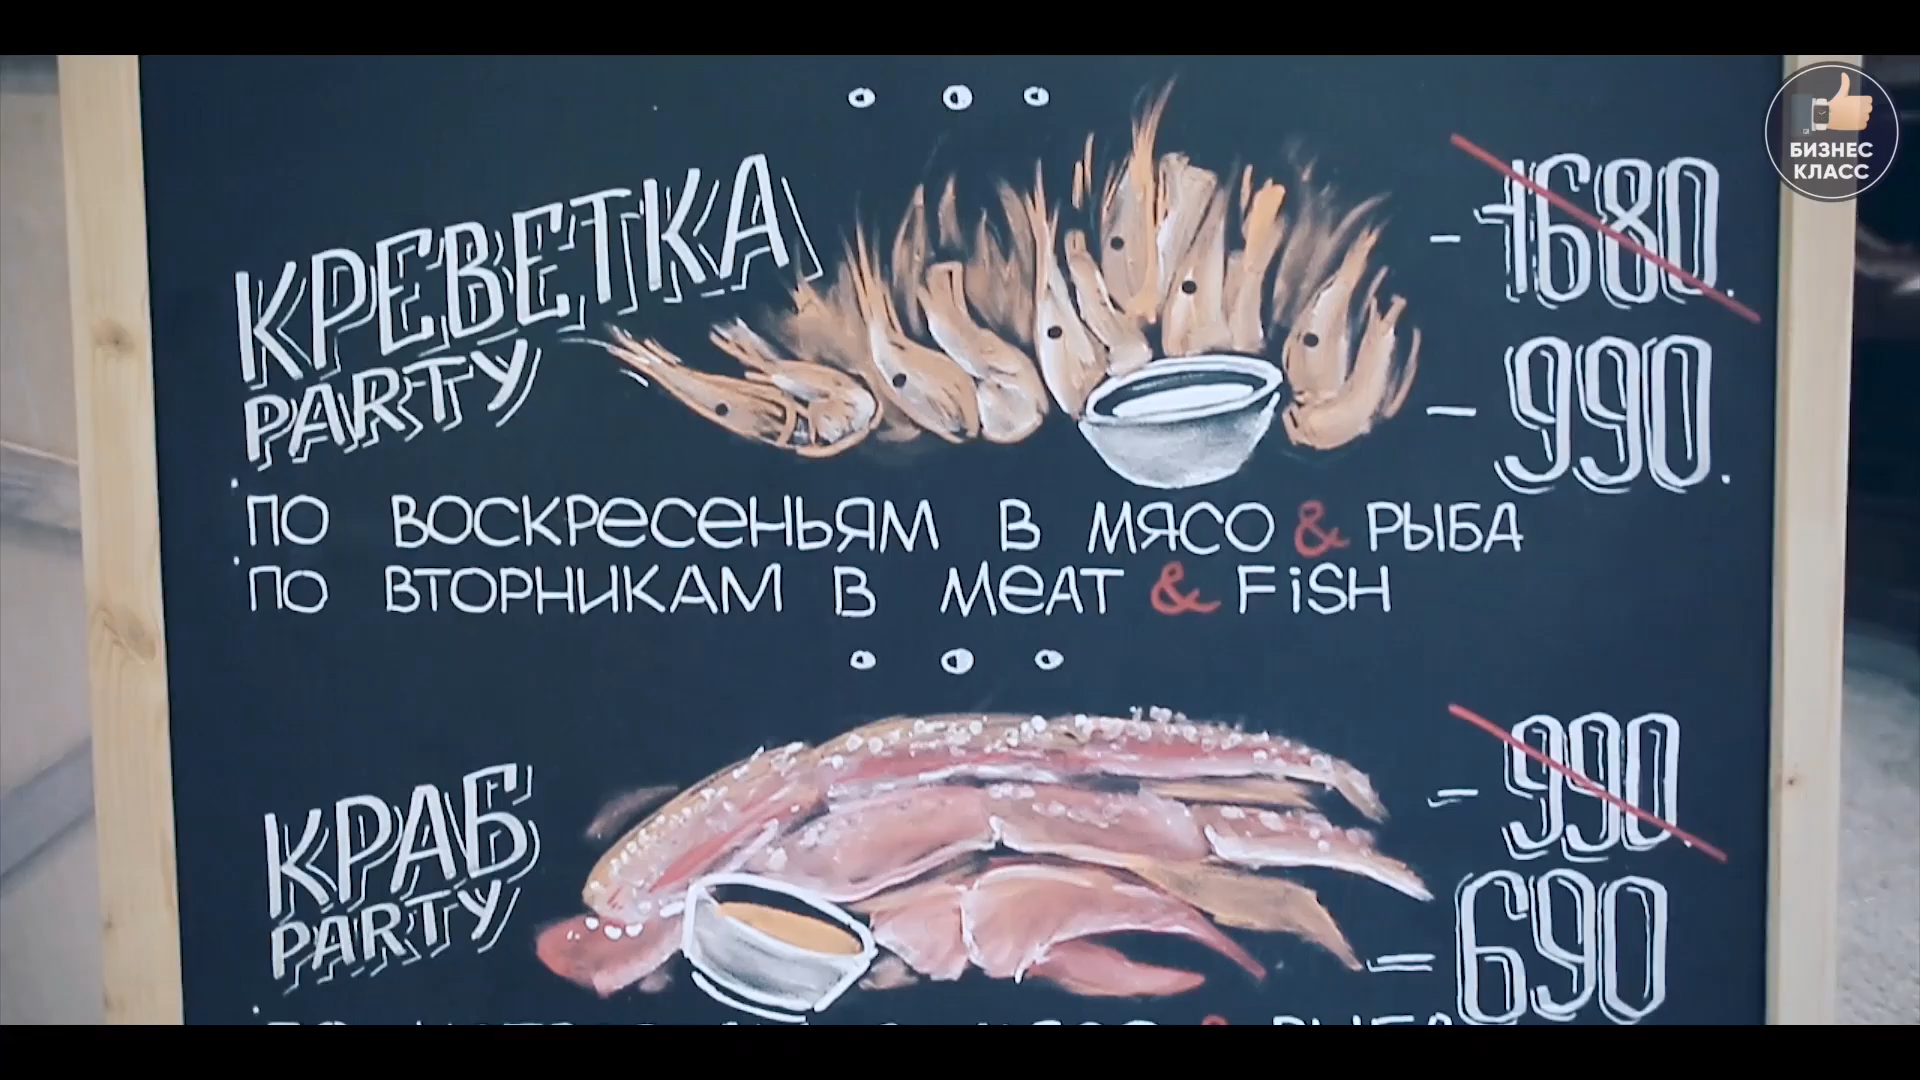 БИЗНЕС
КЛАСС
КРЕВЕТКА
PARTY
- 1680.
- 990.
ПО ВОСКРЕСЕНЬЯМ В МЯСО & РЫБА
ПО ВТОРНИКАМ В MEAT & FISH
КРАБ
PARTY
- 990
- 690